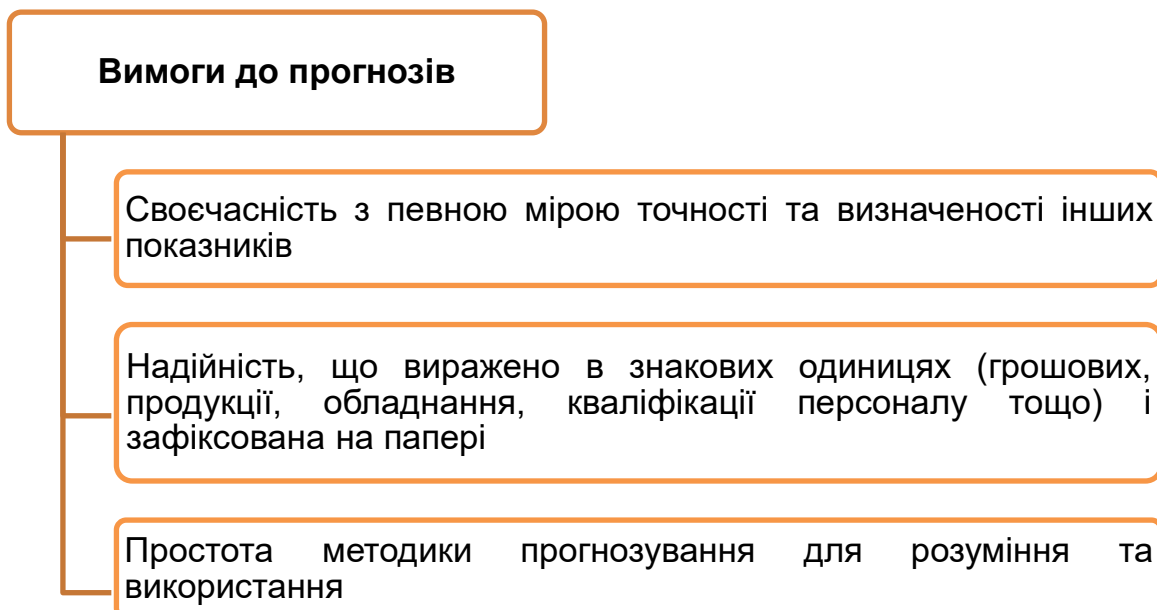 Вимоги до прогнозів
Своєчасність з певною мірою точності та визначеності інших
показників
Надійність, що виражено в знакових одиницях (грошових,
продукції, обладнання, кваліфікації персоналу тощо) і
зафіксована на папері
Простота методики прогнозування для розуміння та
використання